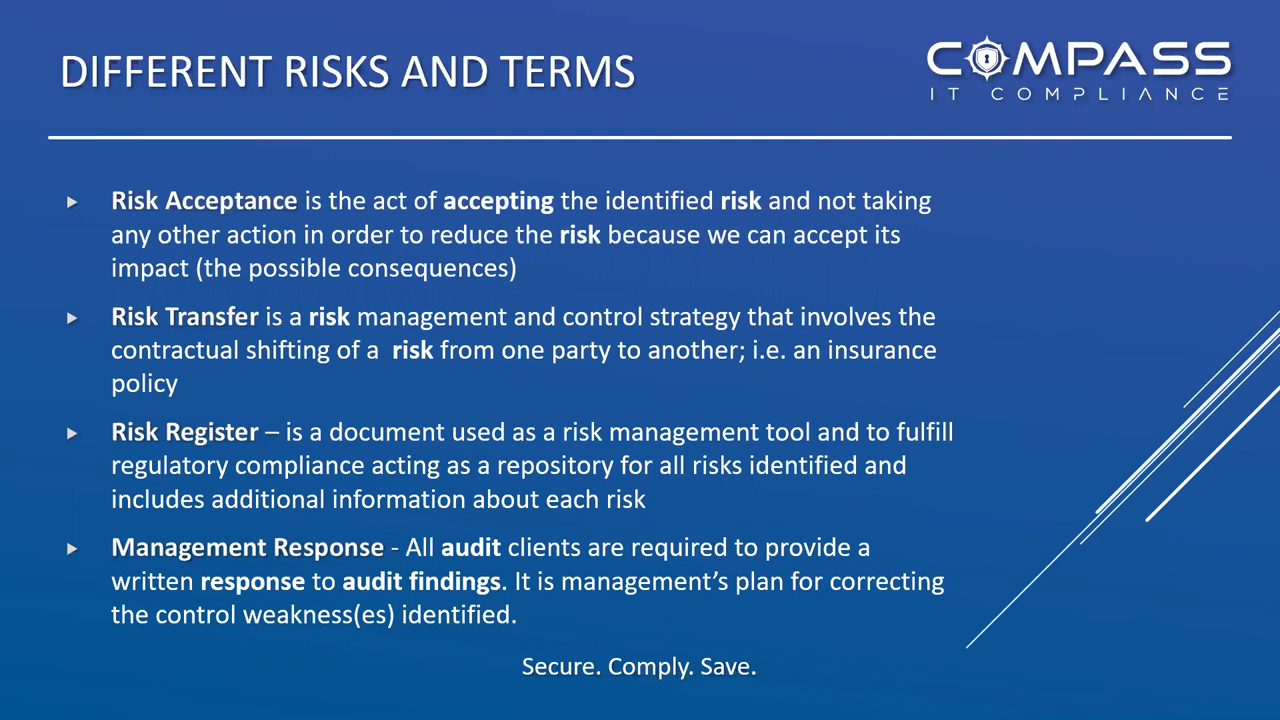 DIFFERENT RISKS AND TERMS
COMPASS
IT COMPLIANCE
Risk Acceptance is the act of accepting the identified risk and not taking
any other action in order to reduce the risk because we can accept its
impact (the possible consequences)
Risk Transfer is a risk management and control strategy that involves the
contractual shifting of a  risk from one party to another; i.e. an insurance
policy
Risk Register – is a document used as a risk management tool and to fulfill
regulatory compliance acting as a repository for all risks identified and
includes additional information about each risk
Management Response - All audit clients are required to provide a
written response to audit findings. It is management’s plan for correcting
the control weakness(es) identified.
Secure. Comply. Save.